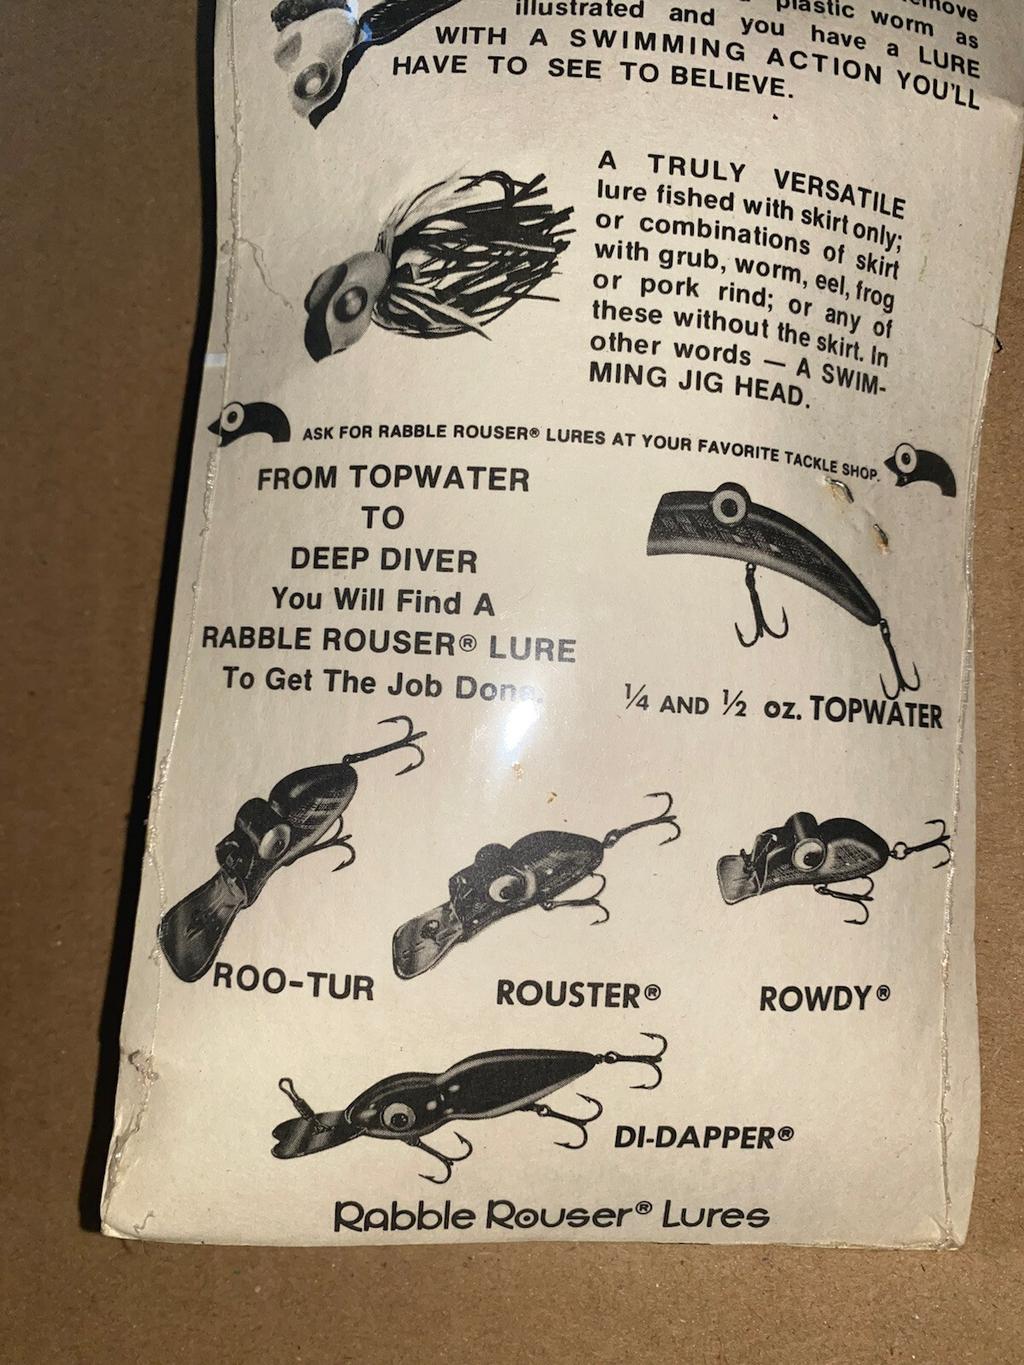 plastic worm as
illustrated and you have a LURE
WITH A SWIMMING ACTION YOU'LL
HAVE TO SEE TO BELIEVE.
A TRULY VERSATILE
lure fished with skirt only;
or combinations of skirt
with grub, worm, eel, frog
or pork rind; or any of
these without the skirt. In
other words — A SWIM-
MING JIG HEAD.
ASK FOR RABBLE ROUSER® LURES AT YOUR FAVORITE TACKLE SHOP.
FROM TOPWATER
TO
DEEP DIVER
You Will Find A
RABBLE ROUSER® LURE
To Get The Job Done.
¼ AND ½ oz. TOPWATER
ROO-TUR
ROUSTER®
ROWDY®
DI-DAPPER®
Rabble Rouser® Lures